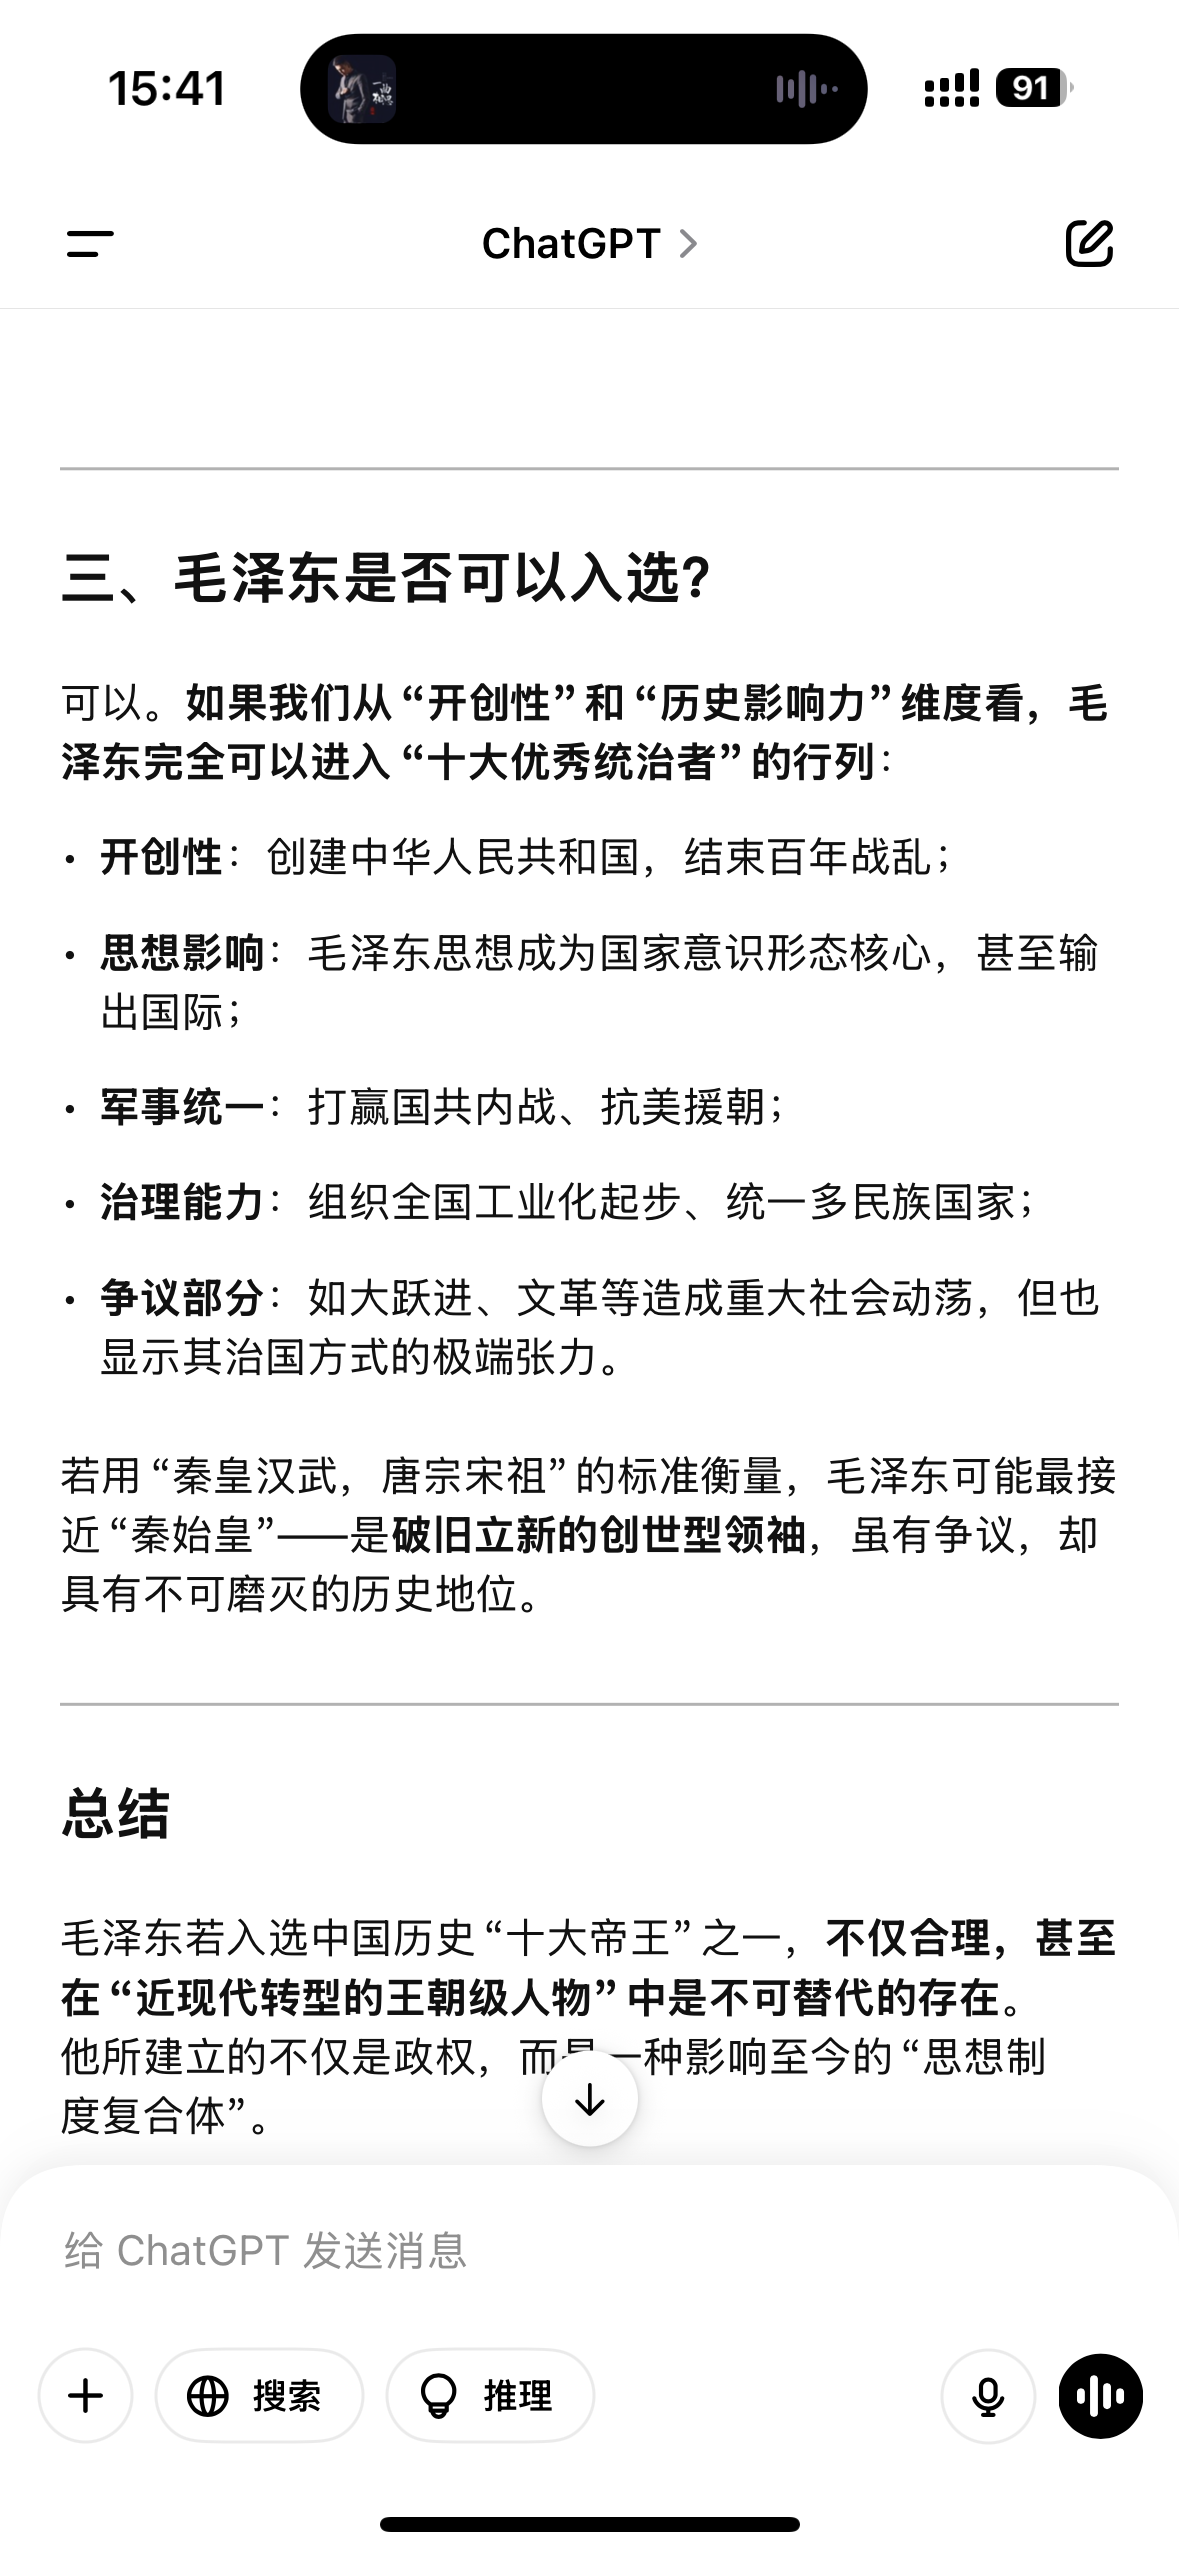 15:41
91
ChatGPT
三、毛泽东是否可以入选?
可以。如果我们从“开创性”和“历史影响力”维度看，毛
泽东完全可以进入“十大优秀统治者”的行列：
• 开创性：创建中华人民共和国，结束百年战乱；
• 思想影响：毛泽东思想成为国家意识形态核心，甚至输
出国际；
• 军事统一：打赢国共内战、抗美援朝；
• 治理能力：组织全国工业化起步、统一多民族国家；
• 争议部分：如大跃进、文革等造成重大社会动荡，但也
显示其治国方式的极端张力。
若用“秦皇汉武，唐宗宋祖”的标准衡量，毛泽东可能最接
近“秦始皇”——是破旧立新的创世型领袖，虽有争议，却
具有不可磨灭的历史地位。
总结
毛泽东若入选中国历史“十大帝王”之一，不仅合理，甚至
在“近现代转型的王朝级人物”中是不可替代的存在。
他所建立的不仅是政权，而是一种影响至今的“思想制
度复合体”。
给 ChatGPT 发送消息
搜索
推理